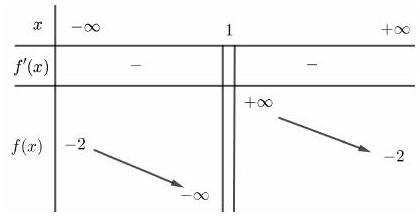 x −∞ 1 +∞
f′(x) − −
+∞
f(x) −2 −2
−∞